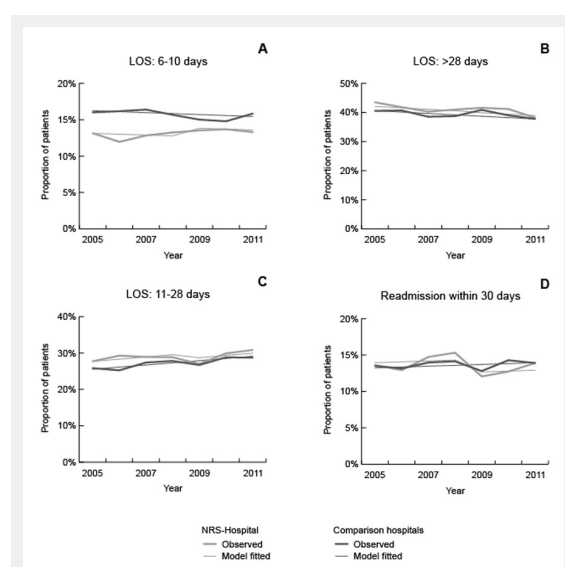 A
LOS: 6-10 days
20%
15%
10%
5%
0%
Proportion of patients
2005 2007 2009 2011
Year
B
LOS: >28 days
50%
40%
30%
20%
10%
0%
Proportion of patients
2005 2007 2009 2011
Year
C
LOS: 11-28 days
40%
30%
20%
10%
0%
Proportion of patients
2005 2007 2009 2011
Year
D
Readmission within 30 days
20%
15%
10%
5%
0%
Proportion of patients
2005 2007 2009 2011
Year
NRS-Hospital
Observed
Model fitted
Comparison hospitals
Observed
Model fitted